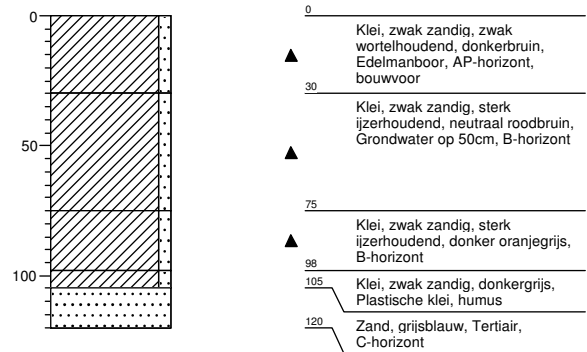 0
50
100
0
Klei, zwak zandig, zwak
wortelhoudend, donkerbruin,
Edelmanboor, AP-horizont,
bouwvoor
30
Klei, zwak zandig, sterk
ijzerhoudend, neutraal roodbruin,
Grondwater op 50cm, B-horizont
75
Klei, zwak zandig, sterk
ijzerhoudend, donker oranjegrijs,
B-horizont
98
Klei, zwak zandig, donkergrijs,
Plastische klei, humus
105
Zand, grijsblauw, Tertiair,
C-horizont
120